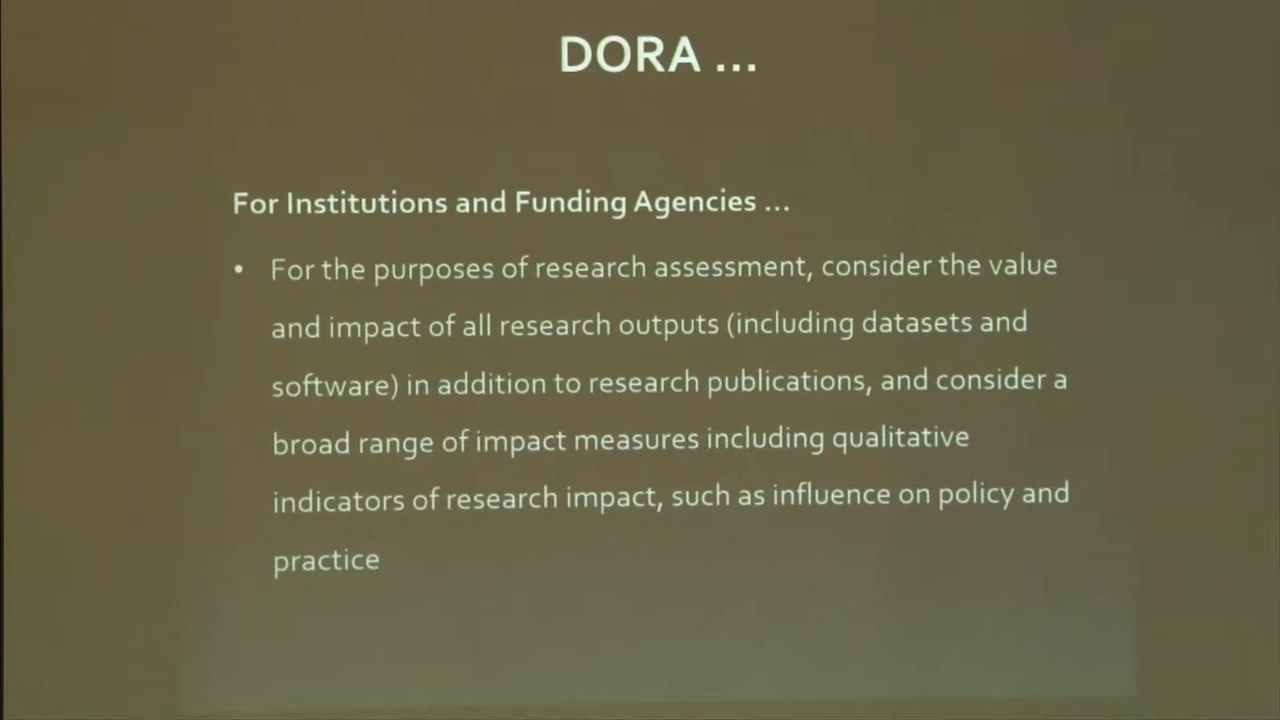 DORA ...
For Institutions and Funding Agencies ...
• For the purposes of research assessment, consider the value
and impact of all research outputs (including datasets and
software) in addition to research publications, and consider a
broad range of impact measures including qualitative
indicators of research impact, such as influence on policy and
practice